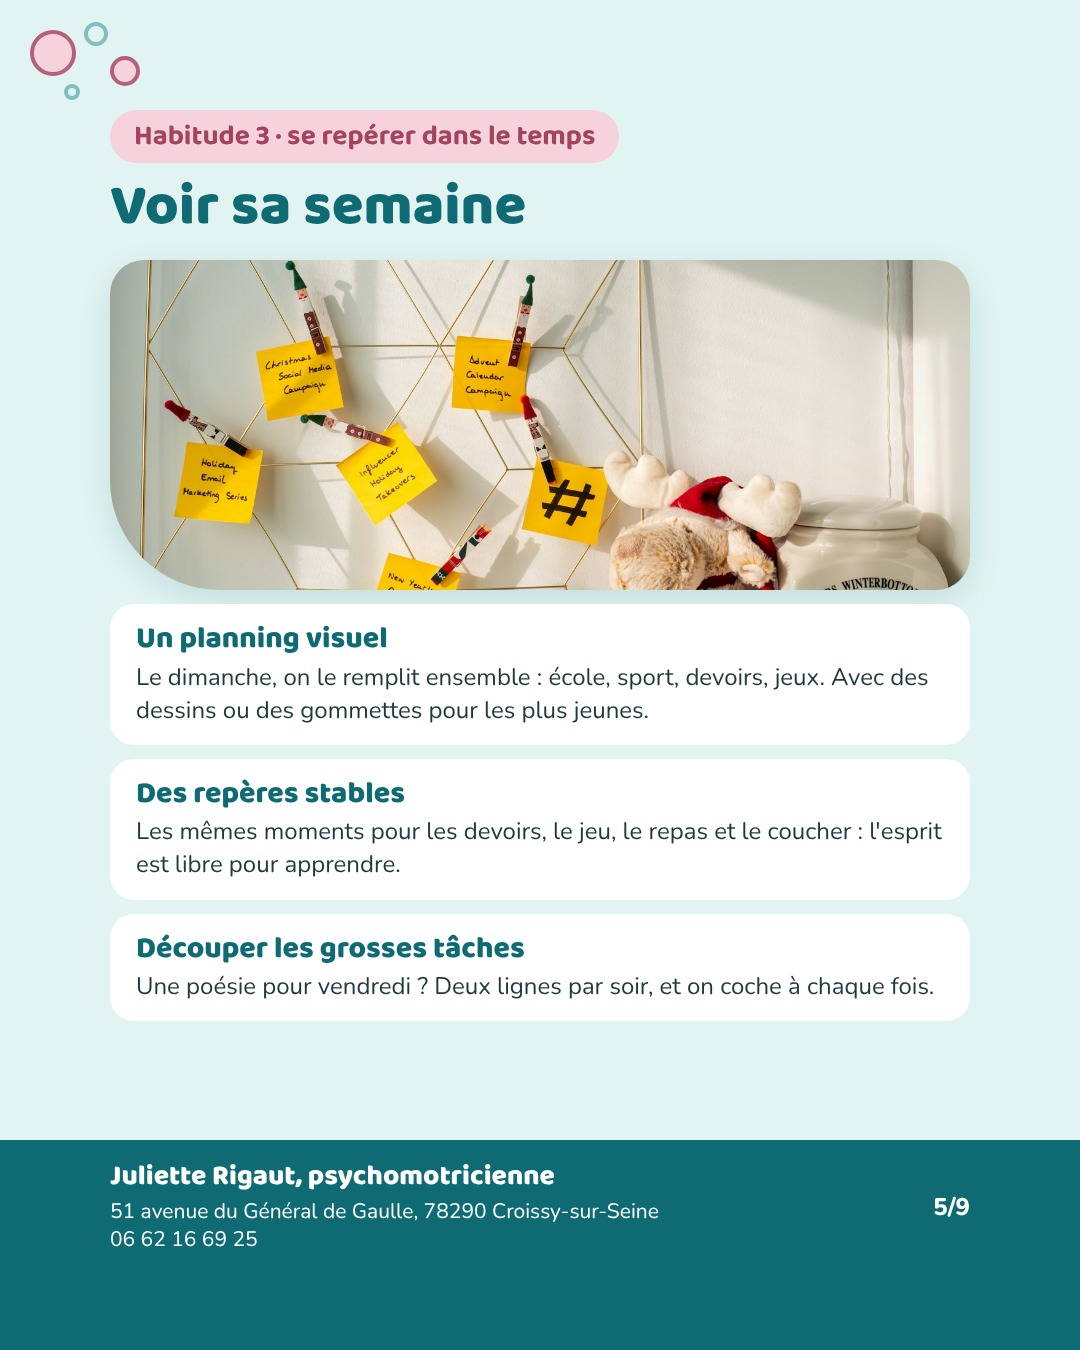 Habitude 3 · se repérer dans le temps
Voir sa semaine
Christmas
Social Media
Campaign
Advent
Calendar
Campaign
Holiday
Email
Marketing Series
Influencer
Holiday
Takeovers
#
New Year's
WINTERBOTTO
Un planning visuel
Le dimanche, on le remplit ensemble : école, sport, devoirs, jeux. Avec des
dessins ou des gommettes pour les plus jeunes.
Des repères stables
Les mêmes moments pour les devoirs, le jeu, le repas et le coucher : l'esprit
est libre pour apprendre.
Découper les grosses tâches
Une poésie pour vendredi ? Deux lignes par soir, et on coche à chaque fois.
Juliette Rigaut, psychomotricienne
51 avenue du Général de Gaulle, 78290 Croissy-sur-Seine
06 62 16 69 25
5/9